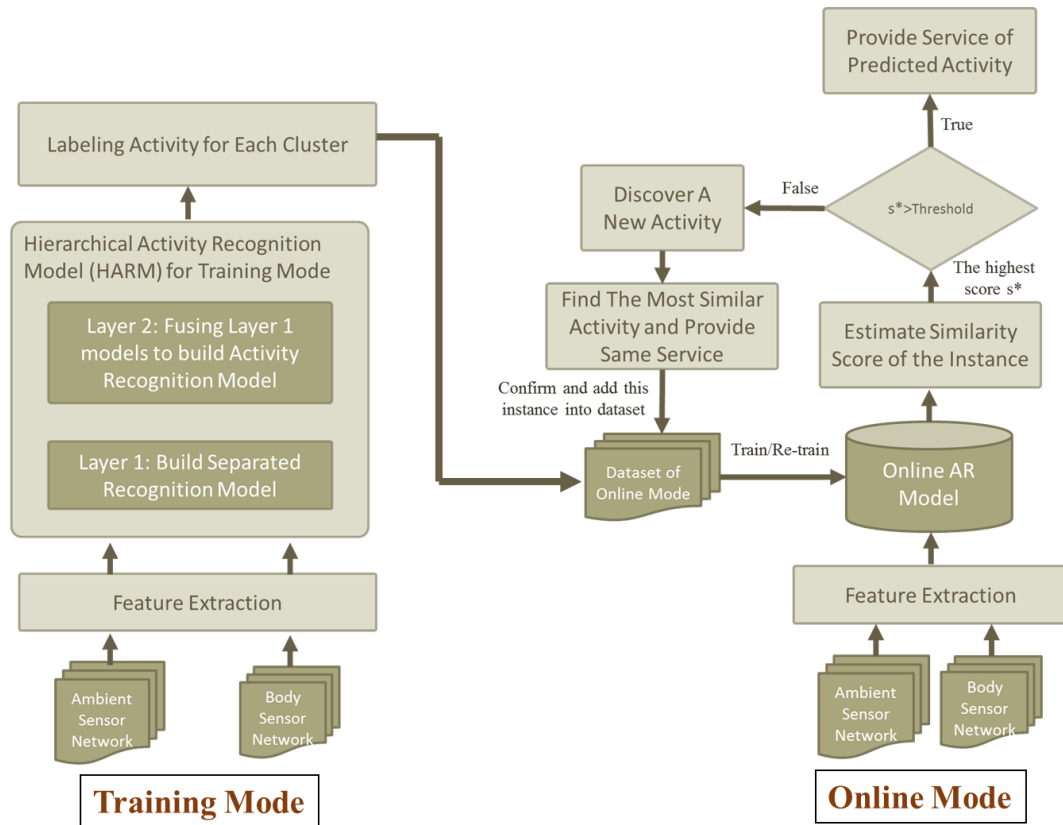 Labeling Activity for Each Cluster
Hierarchical Activity Recognition
Model (HARM) for Training Mode
Layer 2: Fusing Layer 1
models to build Activity
Recognition Model
Layer 1: Build Separated
Recognition Model
Feature Extraction
Ambient
Sensor
Network
Body
Sensor
Network
Training Mode
Provide Service of
Predicted Activity
True
s*>Threshold
False
Discover A
New Activity
Find The Most Similar
Activity and Provide
Same Service
Confirm and add this
instance into dataset
Dataset of
Online Mode
Train/Re-train
The highest
score s*
Estimate Similarity
Score of the Instance
Online AR
Model
Feature Extraction
Ambient
Sensor
Network
Body
Sensor
Network
Online Mode